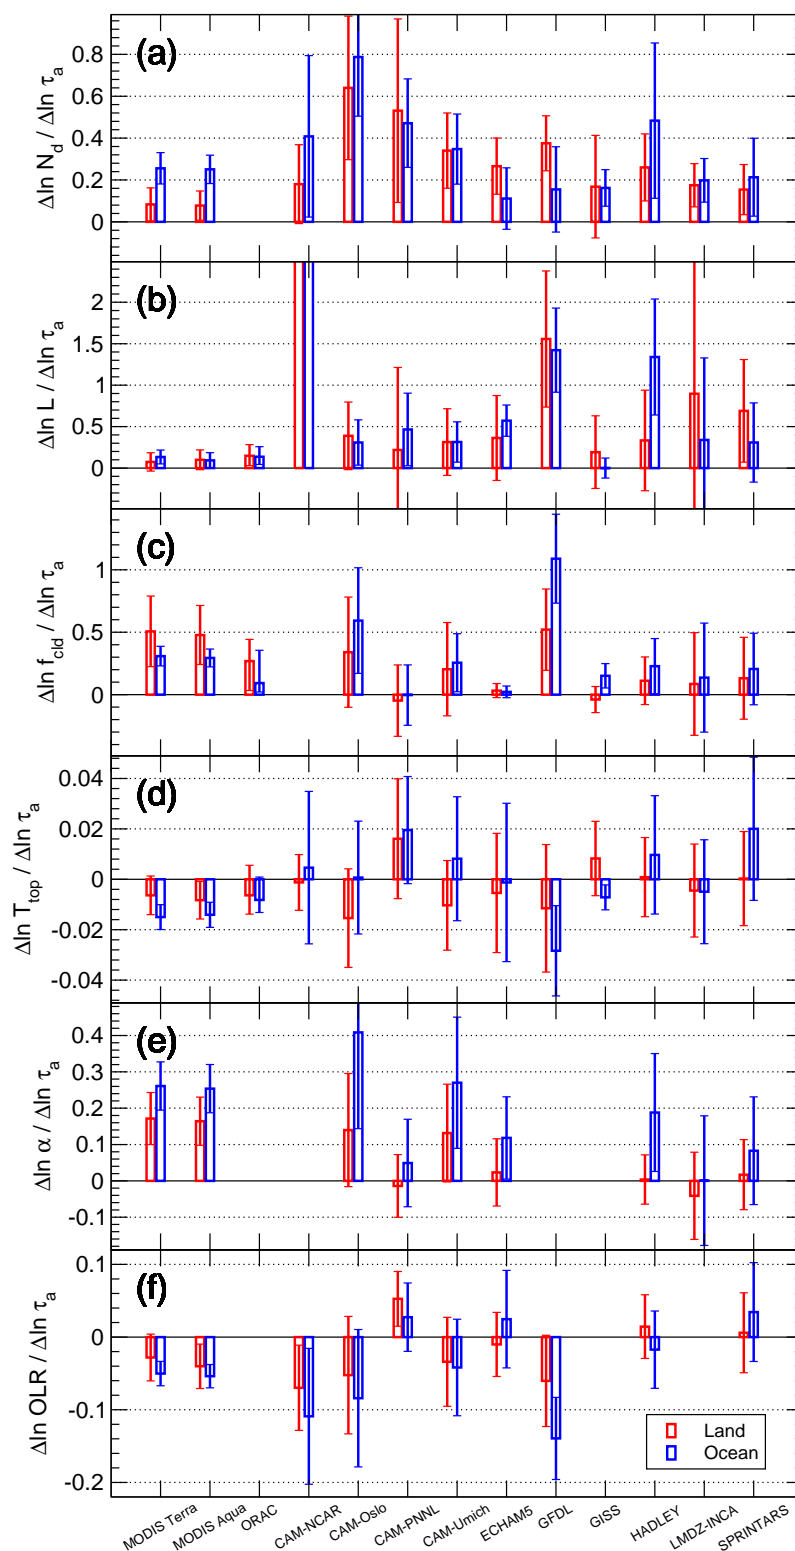 (a)
0.8
0.6
0.4
0.2
0
Δln N_d / Δln τ_a
(b)
2
1.5
1
0.5
0
Δln L / Δln τ_a
(c)
1
0.5
0
Δln f_cld / Δln τ_a
(d)
0.04
0.02
0
-0.02
-0.04
Δln T_top / Δln τ_a
(e)
0.4
0.3
0.2
0.1
0
-0.1
Δln α / Δln τ_a
(f)
0.1
0
-0.1
-0.2
Δln OLR / Δln τ_a
Land
Ocean
MODIS Terra
MODIS Aqua
ORAC
CAM-NCAR
CAM-Oslo
CAM-PNNL
CAM-Umich
ECHAM5
GFDL
GISS
HADLEY
LMDZ-INCA
SPRINTARS